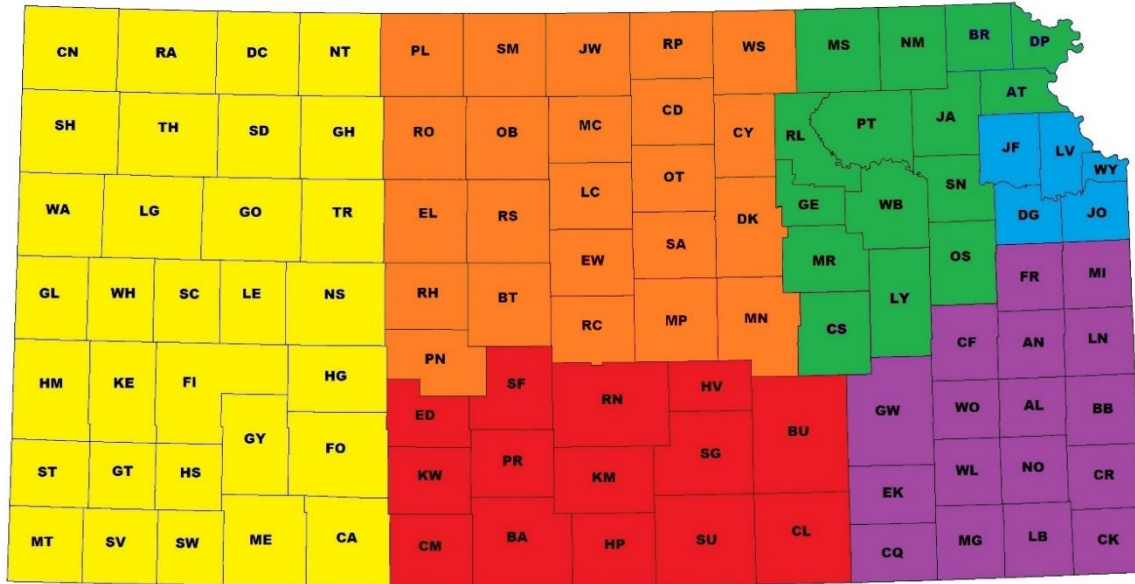 CN RA DC NT PL SM JW RP WS MS NM BR DP
AT
SH TH SD GH RO OB MC CD CY RL PT JA
JF LV WY
LC OT
WA LG GO TR EL RS DK GE WB SN
DG JO
EW SA MR OS
GL WH SC LE NS RH BT FR MI
RC MP MN CS LY
PN CF AN LN
HM KE FI HG SF RN HV
ED GW WO AL BB
GY FO BU
ST GT HS KW PR KM SG WL NO CR
EK
MT SV SW ME CA CM BA HP SU CL CQ MG LB CK